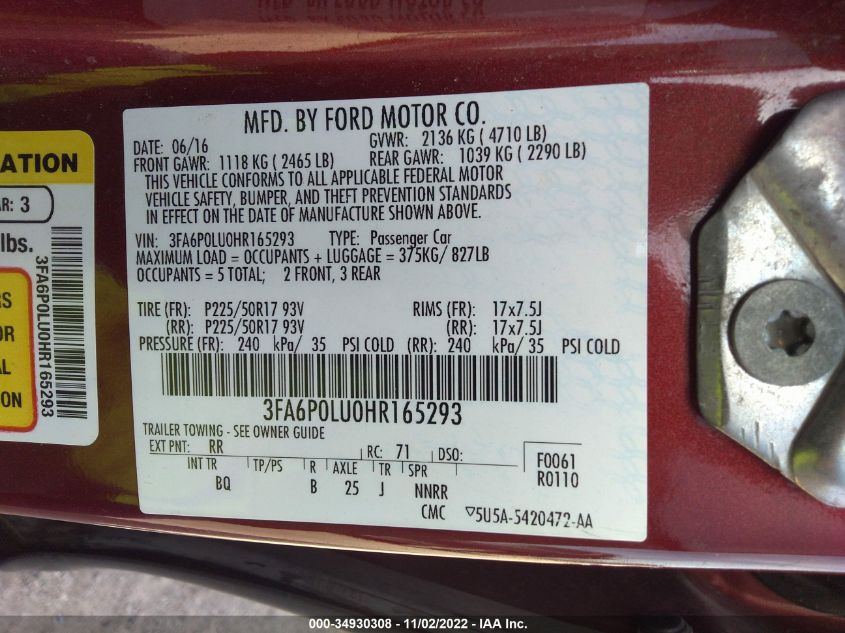 MFD. BY FORD MOTOR CO.
DATE: 06/16 GVWR: 2136 KG ( 4710 LB)
FRONT GAWR: 1118 KG ( 2465 LB) REAR GAWR: 1039 KG ( 2290 LB)
THIS VEHICLE CONFORMS TO ALL APPLICABLE FEDERAL MOTOR
VEHICLE SAFETY, BUMPER, AND THEFT PREVENTION STANDARDS
IN EFFECT ON THE DATE OF MANUFACTURE SHOWN ABOVE.
VIN: 3FA6P0LU0HR165293 TYPE: Passenger Car
MAXIMUM LOAD = OCCUPANTS + LUGGAGE = 375KG/ 827LB
OCCUPANTS = 5 TOTAL; 2 FRONT, 3 REAR
TIRE (FR): P225/50R17 93V RIMS (FR): 17x7.5J
(RR): P225/50R17 93V (RR): 17x7.5J
PRESSURE (FR): 240 kPa/ 35 PSI COLD (RR): 240 kPa/ 35 PSI COLD
3FA6P0LU0HR165293
TRAILER TOWING - SEE OWNER GUIDE
EXT PNT: RR RC: 71 DSO:
INT TR TP/PS R AXLE TR SPR
BQ B 25 J NNRR
F0061
R0110
CMC ▽5U5A-5420472-AA
ATION
AR: 3
lbs.
RS
OR
AL
ON
3FA6P0LU0HR165293
000-34930308 - 11/02/2022 - IAA Inc.